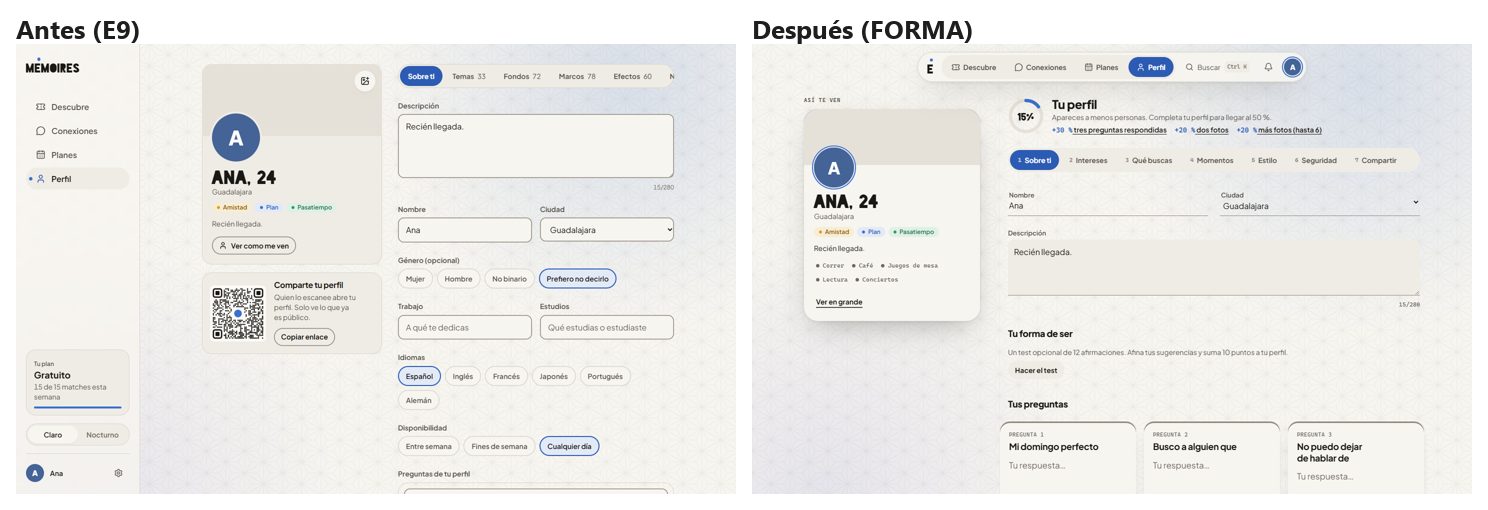 Antes (E9)
MÉMOIRES
Descubre
Conexiones
Planes
Perfil
Tu plan
Gratuito
15 de 15 matches esta
semana
Claro
Nocturno
A
Ana
A
ANA, 24
Guadalajara
Amistad
Plan
Pasatiempo
Recién llegada.
Ver como me ven
Comparte tu perfil
Quien lo escanee abre tu
perfil. Solo ve lo que ya
es público.
Copiar enlace
Sobre ti
Temas 33
Fondos 72
Marcos 78
Efectos 60
Descripción
Recién llegada.
15/280
Nombre
Ciudad
Ana
Guadalajara
Género (opcional)
Mujer
Hombre
No binario
Prefiero no decirlo
Trabajo
Estudios
A qué te dedicas
Qué estudias o estudiaste
Idiomas
Español
Inglés
Francés
Japonés
Portugués
Alemán
Disponibilidad
Entre semana
Fines de semana
Cualquier día
Preguntas de tu perfil
Después (FORMA)
É
Descubre
Conexiones
Planes
Perfil
Buscar
Ctrl K
A
ASÍ TE VEN
A
ANA, 24
Guadalajara
Amistad
Plan
Pasatiempo
Recién llegada.
Correr
Café
Juegos de mesa
Lectura
Conciertos
Ver en grande
15%
Tu perfil
Apareces a menos personas. Completa tu perfil para llegar al 50 %.
+30 % tres preguntas respondidas
+20 % dos fotos
+20 % más fotos (hasta 6)
1 Sobre ti
2 Intereses
3 Qué buscas
4 Momentos
5 Estilo
6 Seguridad
7 Compartir
Nombre
Ciudad
Ana
Guadalajara
Descripción
Recién llegada.
15/280
Tu forma de ser
Un test opcional de 12 afirmaciones. Afina tus sugerencias y suma 10 puntos a tu perfil.
Hacer el test
Tus preguntas
PREGUNTA 1
Mi domingo perfecto
Tu respuesta...
PREGUNTA 2
Busco a alguien que
Tu respuesta...
PREGUNTA 3
No puedo dejar
de hablar de
Tu respuesta...